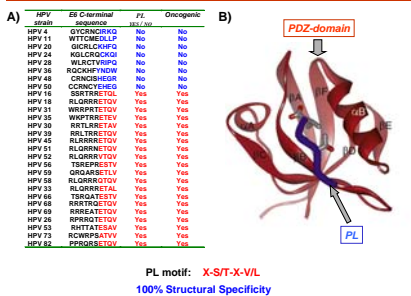 A)
HPV strain E6 C-terminal sequence PL YES / NO Oncogenic
HPV 4 GYCRNCIRKQ No No
HPV 11 WTTCMEDLLP No No
HPV 20 GICRLCKHFQ No No
HPV 24 KGLCRQCKQI No No
HPV 28 WLRCTVRIPQ No No
HPV 36 RQCKHFYNDW No No
HPV 48 CRNCISHEGR No No
HPV 50 CCRNCYEHEG No No
HPV 16 SSRTRRETQL Yes Yes
HPV 18 RLQRRRETQV Yes Yes
HPV 31 WRRPRTETQV Yes Yes
HPV 35 WKPTRRETEV Yes Yes
HPV 30 RRTLRRETAV Yes Yes
HPV 39 RRLTRRETQV Yes Yes
HPV 45 RLRRRRETQV Yes Yes
HPV 51 RLQRRNETQV Yes Yes
HPV 52 RLQRRRVTQV Yes Yes
HPV 56 TSREPRESTV Yes Yes
HPV 59 QRQARSETLV Yes Yes
HPV 58 RLQRRRQTQV Yes Yes
HPV 33 RLQRRRETAL Yes Yes
HPV 66 TSRQATESTV Yes Yes
HPV 68 RRRTRQETQV Yes Yes
HPV 69 RRREATETQV Yes Yes
HPV 26 RPRRQTETQV Yes Yes
HPV 53 RHTTATESAV Yes Yes
HPV 73 RCWRPSATVV Yes Yes
HPV 82 PPRQRSETQV Yes Yes
B)
PDZ-domain
βA
βF
αB
βE
βD
PL
PL motif: X-S/T-X-V/L
100% Structural Specificity